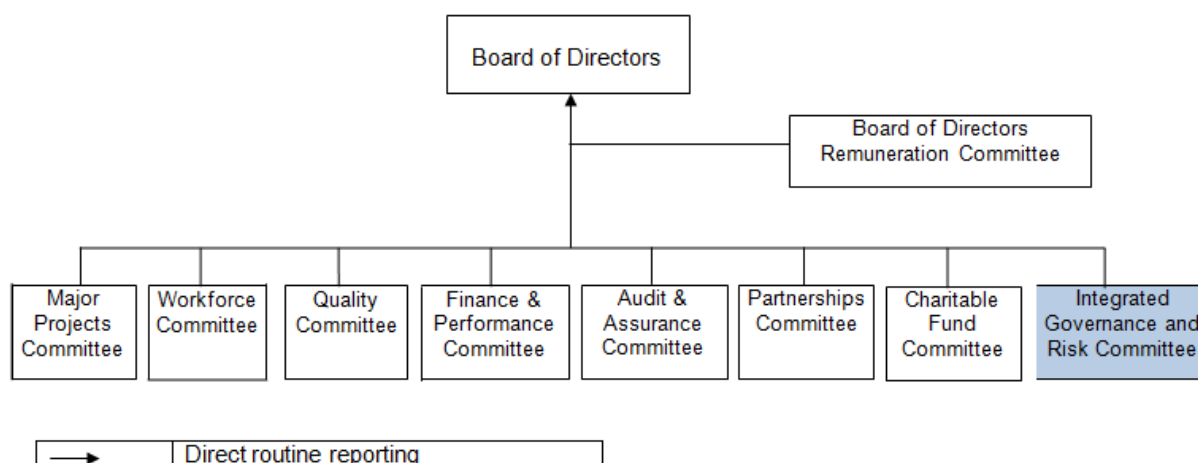 Board of Directors
Board of Directors
Remuneration Committee
Major
Projects
Committee
Workforce
Committee
Quality
Committee
Finance &
Performance
Committee
Audit &
Assurance
Committee
Partnerships
Committee
Charitable
Fund
Committee
Integrated
Governance and
Risk Committee
Direct routine reporting